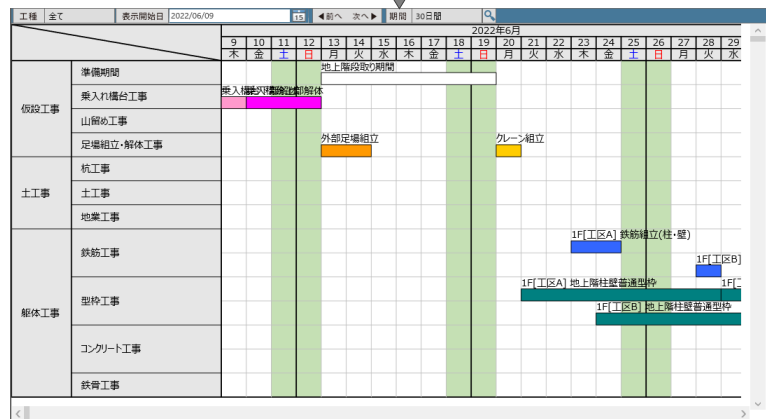 工種 全て 表示開始日 2022/06/09 15 ◀前へ 次へ▶ 期間 30日間
2022年6月
9 10 11 12 13 14 15 16 17 18 19 20 21 22 23 24 25 26 27 28 29
木 金 土 日 月 火 水 木 金 土 日 月 火 水 木 金 土 日 月 火 水
仮設工事
準備期間
地上階段取り期間
乗入れ構台工事
山留め工事
足場組立・解体工事
外部足場組立
クレーン組立
土工事
杭工事
土工事
地業工事
躯体工事
鉄筋工事
1F[工区A] 鉄筋組立(柱・壁)
1F[工区B]
型枠工事
1F[工区A] 地上階柱壁普通型枠
1F[工区B] 地上階柱壁普通型枠
コンクリート工事
鉄骨工事